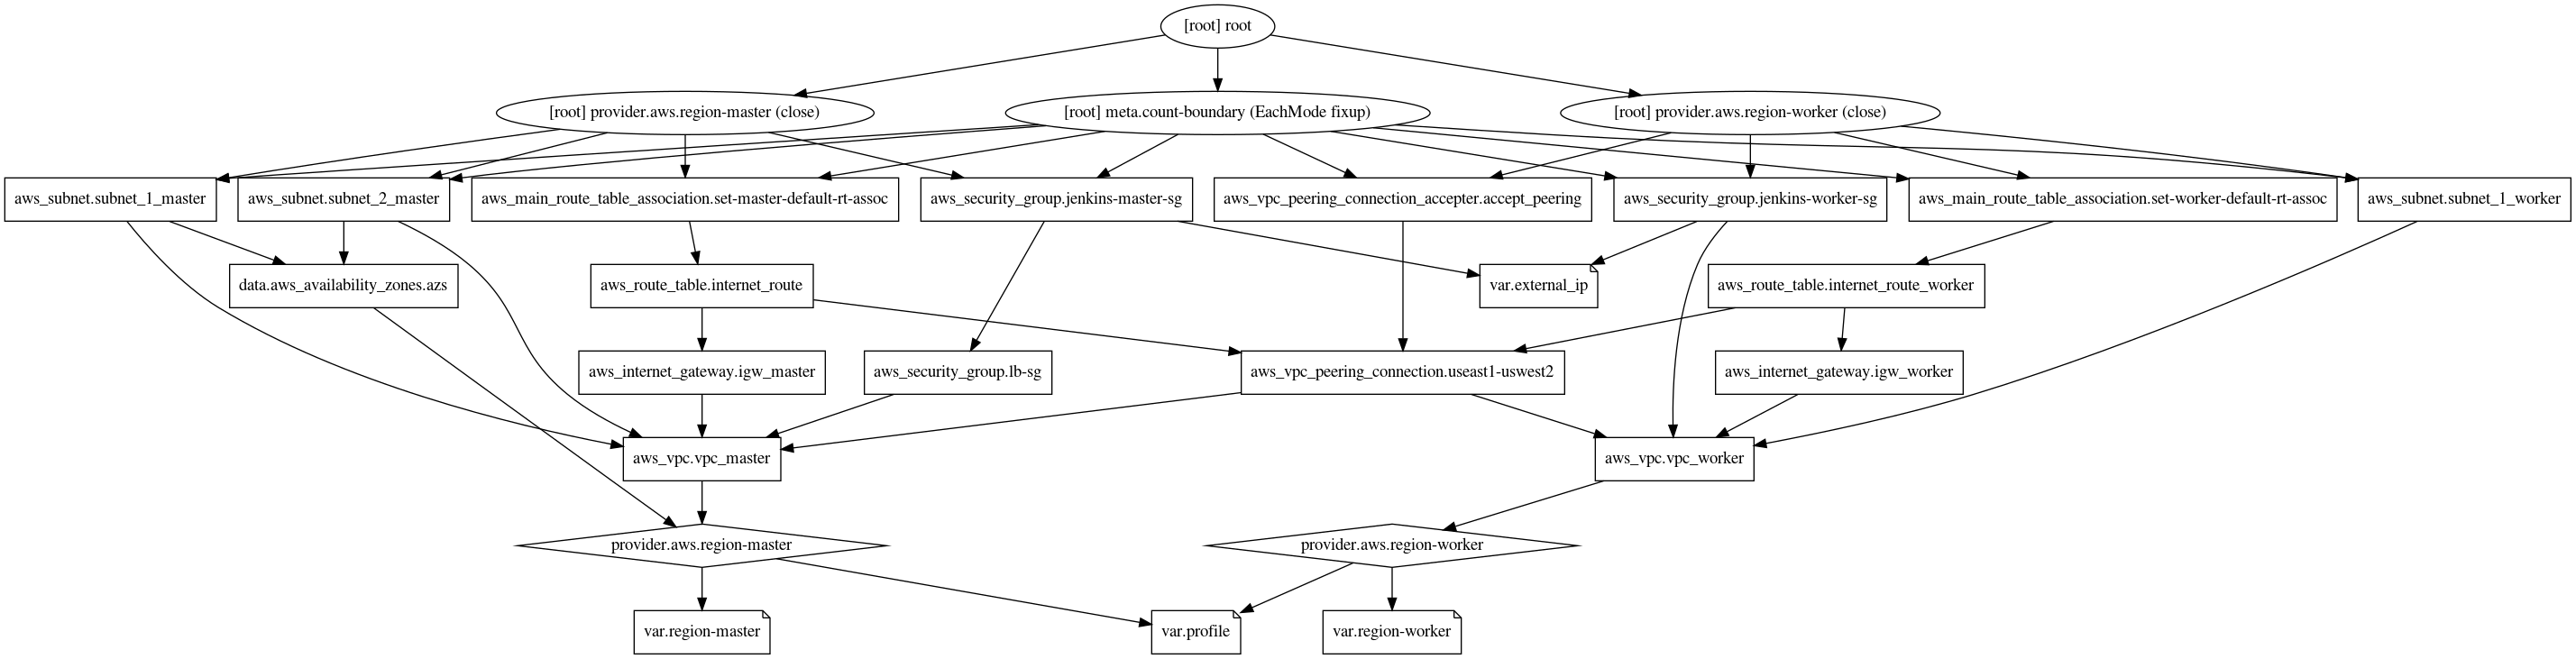 [root] root
[root] provider.aws.region-master (close)
[root] meta.count-boundary (EachMode fixup)
[root] provider.aws.region-worker (close)
aws_subnet.subnet_1_master
aws_subnet.subnet_2_master
aws_main_route_table_association.set-master-default-rt-assoc
aws_security_group.jenkins-master-sg
aws_vpc_peering_connection_accepter.accept_peering
aws_security_group.jenkins-worker-sg
aws_main_route_table_association.set-worker-default-rt-assoc
aws_subnet.subnet_1_worker
data.aws_availability_zones.azs
aws_route_table.internet_route
var.external_ip
aws_route_table.internet_route_worker
aws_internet_gateway.igw_master
aws_security_group.lb-sg
aws_vpc_peering_connection.useast1-uswest2
aws_internet_gateway.igw_worker
aws_vpc.vpc_master
aws_vpc.vpc_worker
provider.aws.region-master
provider.aws.region-worker
var.region-master
var.profile
var.region-worker